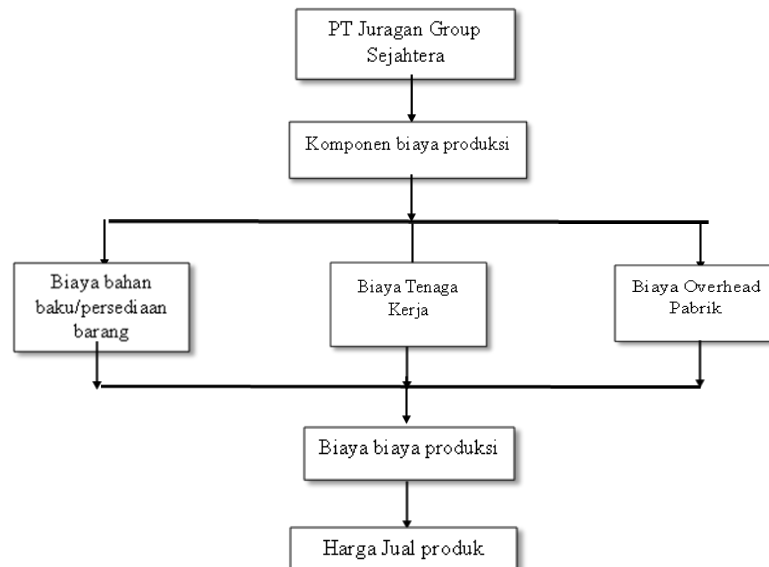 PT Juragan Group
Sejahtera
Komponen biaya produksi
Biaya bahan
baku/persediaan
barang
Biaya Tenaga
Kerja
Biaya Overhead
Pabrik
Biaya biaya produksi
Harga Jual produk